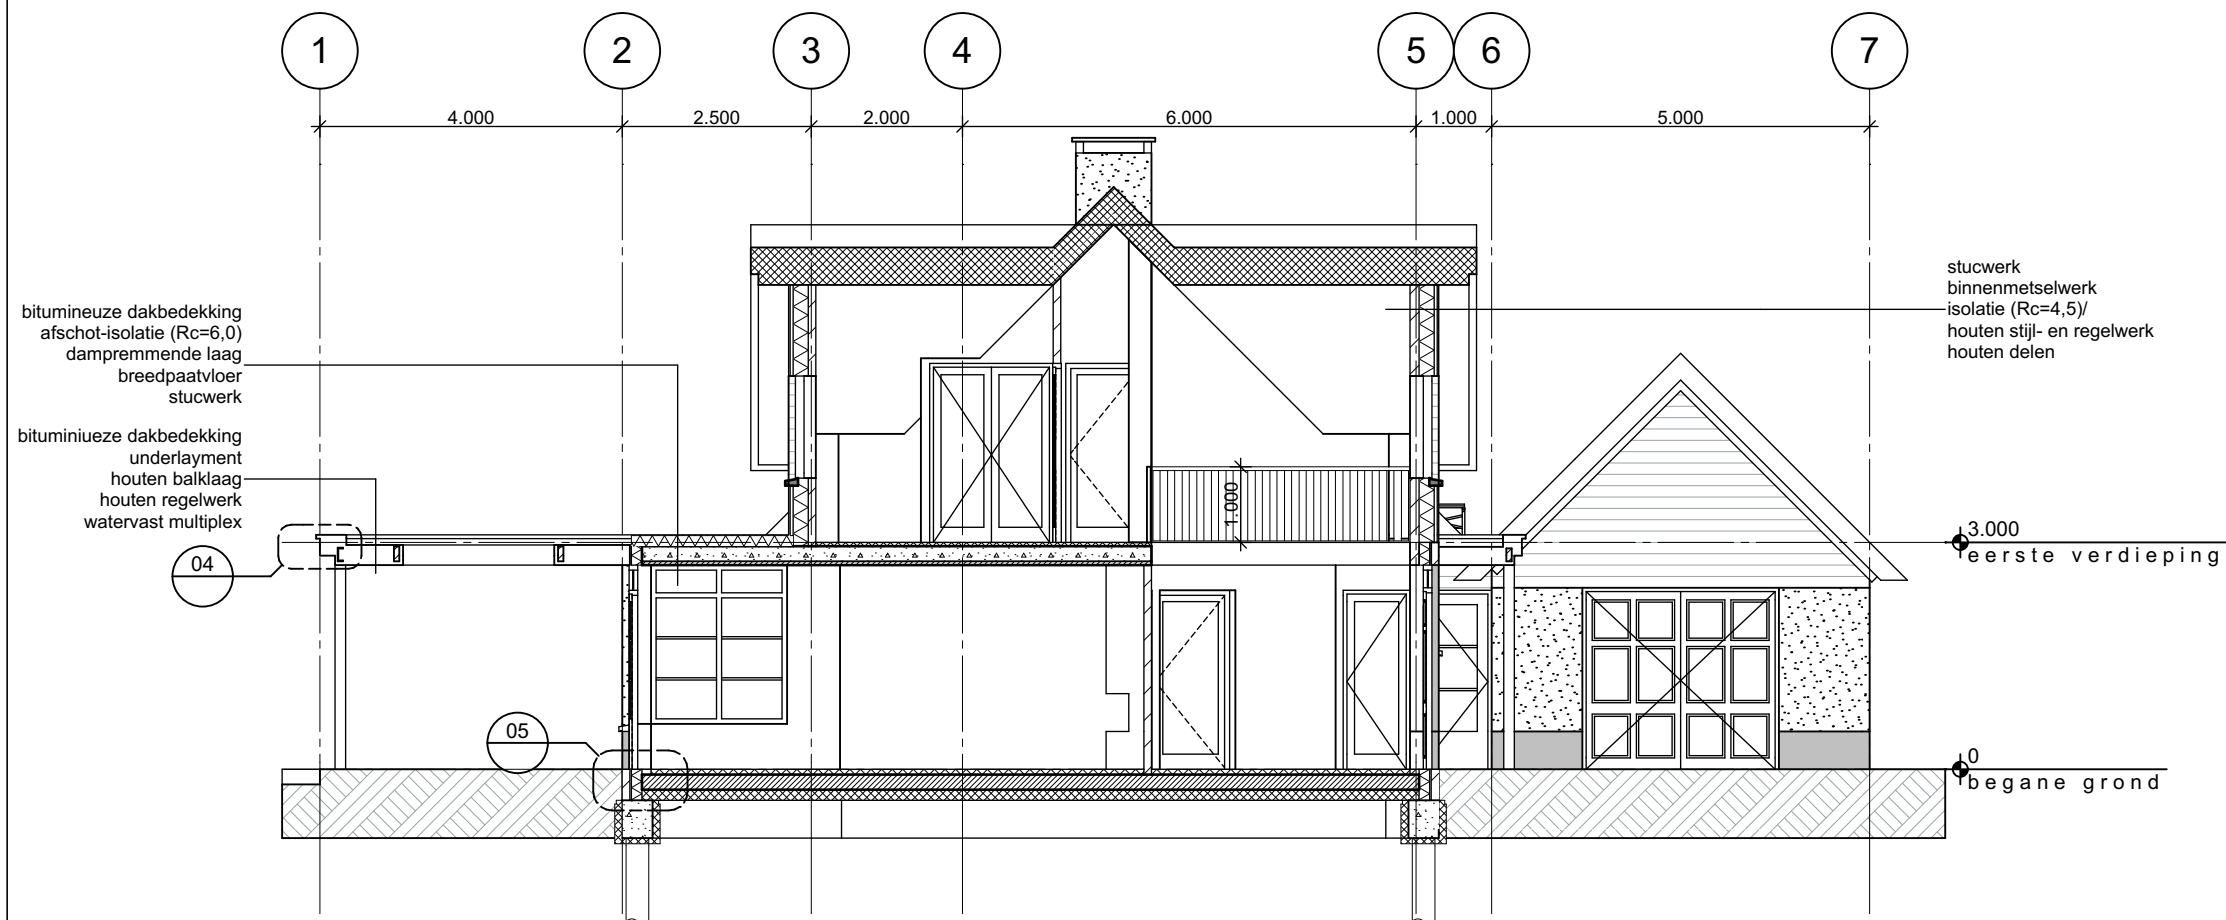 1
2
3
4
5
6
7
4.000
2.500
2.000
6.000
1.000
5.000
bitumineuze dakbedekking
afschot-isolatie (Rc=6,0)
dampremmende laag
breedpaatvloer
stucwerk
bituminiueze dakbedekking
underlayment
houten balklaag
houten regelwerk
watervast multiplex
stucwerk
binnenmetselwerk
isolatie (Rc=4,5)/
houten stijl- en regelwerk
houten delen
1.000
3.000
eerste verdieping
04
05
0
begane grond